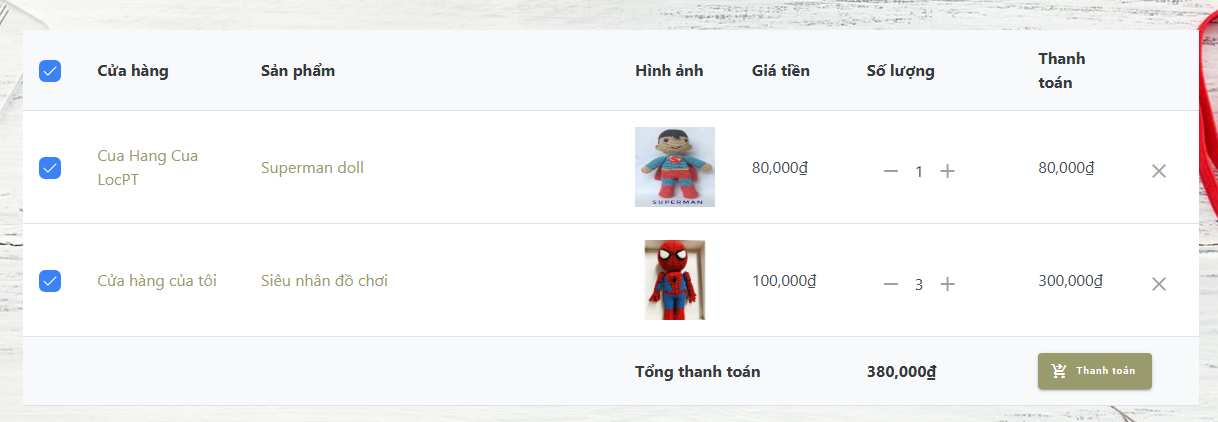 Cửa hàng Sản phẩm Hình ảnh Giá tiền Số lượng Thanh toán
Cua Hang Cua LocPT Superman doll SUPERMAN 80,000₫ 1 80,000₫
Cửa hàng của tôi Siêu nhân đồ chơi 100,000₫ 3 300,000₫
Tổng thanh toán 380,000₫ Thanh toán